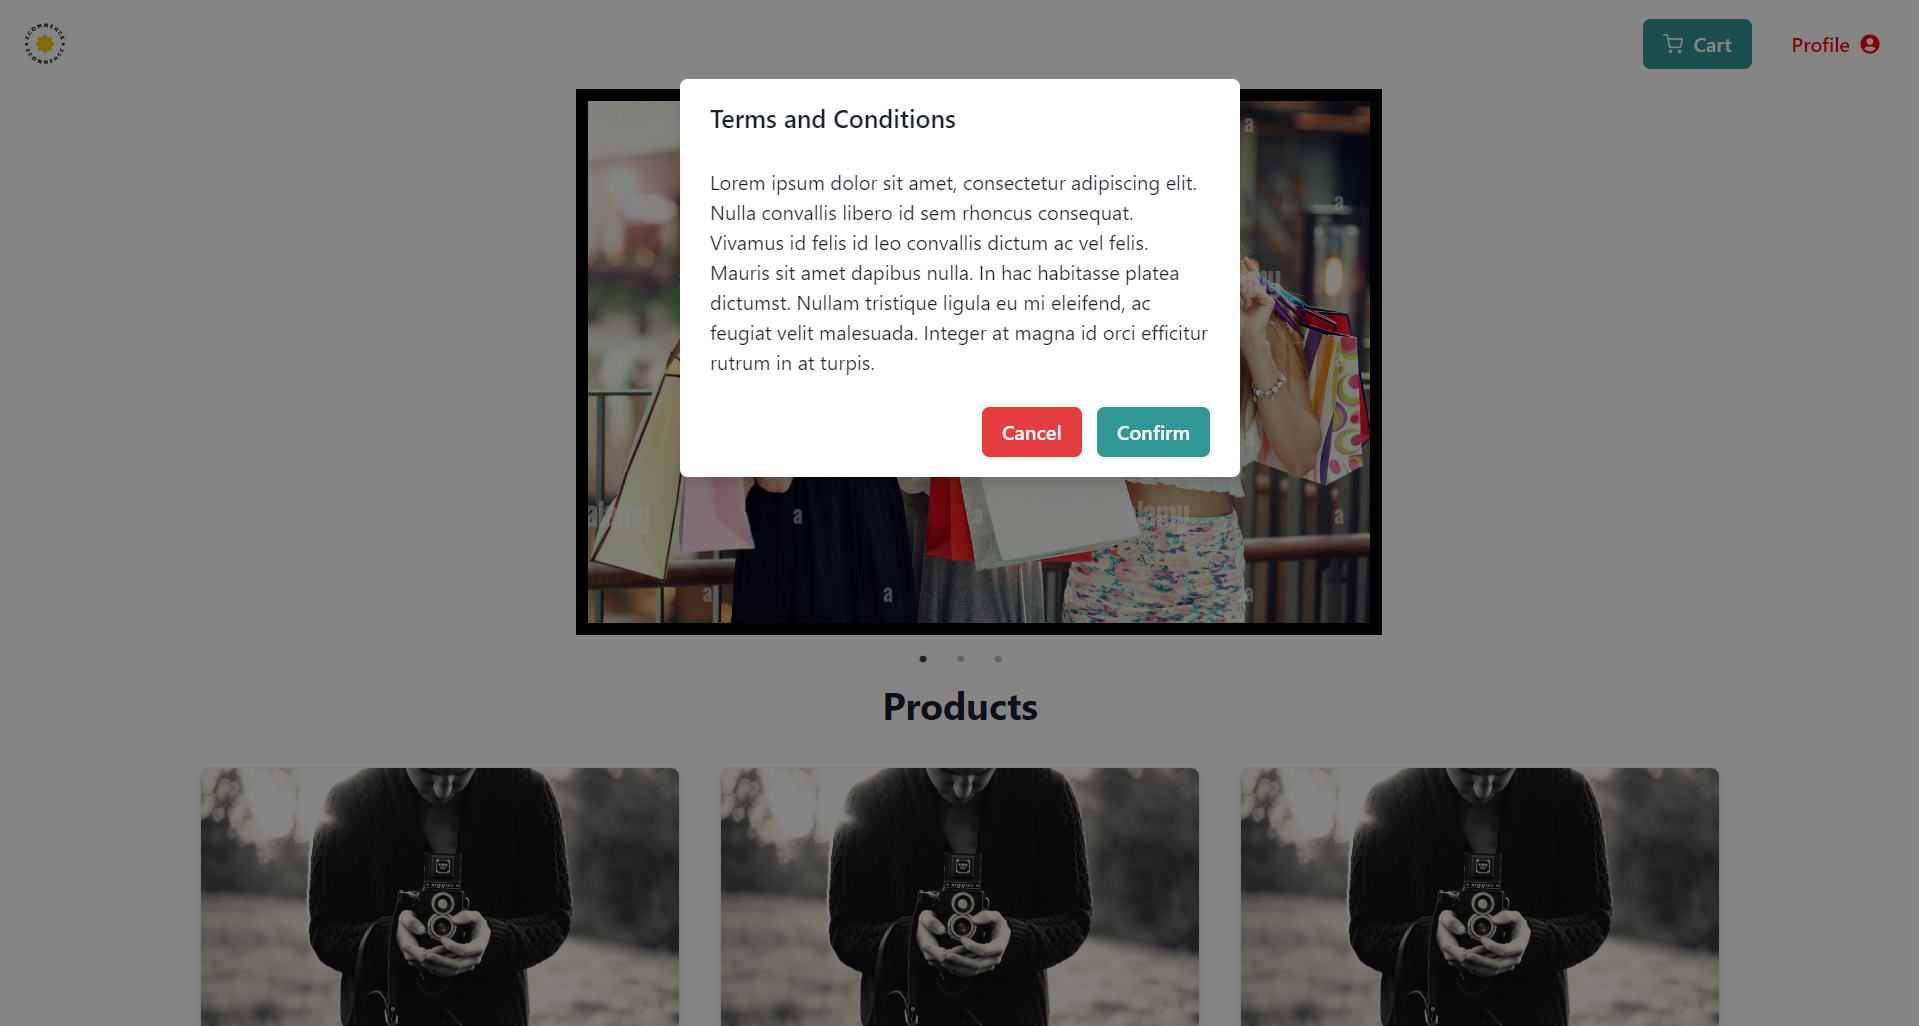 ECOMMERCE
ECOMMERCE
Cart
Profile
Terms and Conditions
Lorem ipsum dolor sit amet, consectetur adipiscing elit.
Nulla convallis libero id sem rhoncus consequat.
Vivamus id felis id leo convallis dictum ac vel felis.
Mauris sit amet dapibus nulla. In hac habitasse platea
dictumst. Nullam tristique ligula eu mi eleifend, ac
feugiat velit malesuada. Integer at magna id orci efficitur
rutrum in at turpis.
Cancel
Confirm
a
a
alamy
a
a
alamy
a
a
a
a
Products